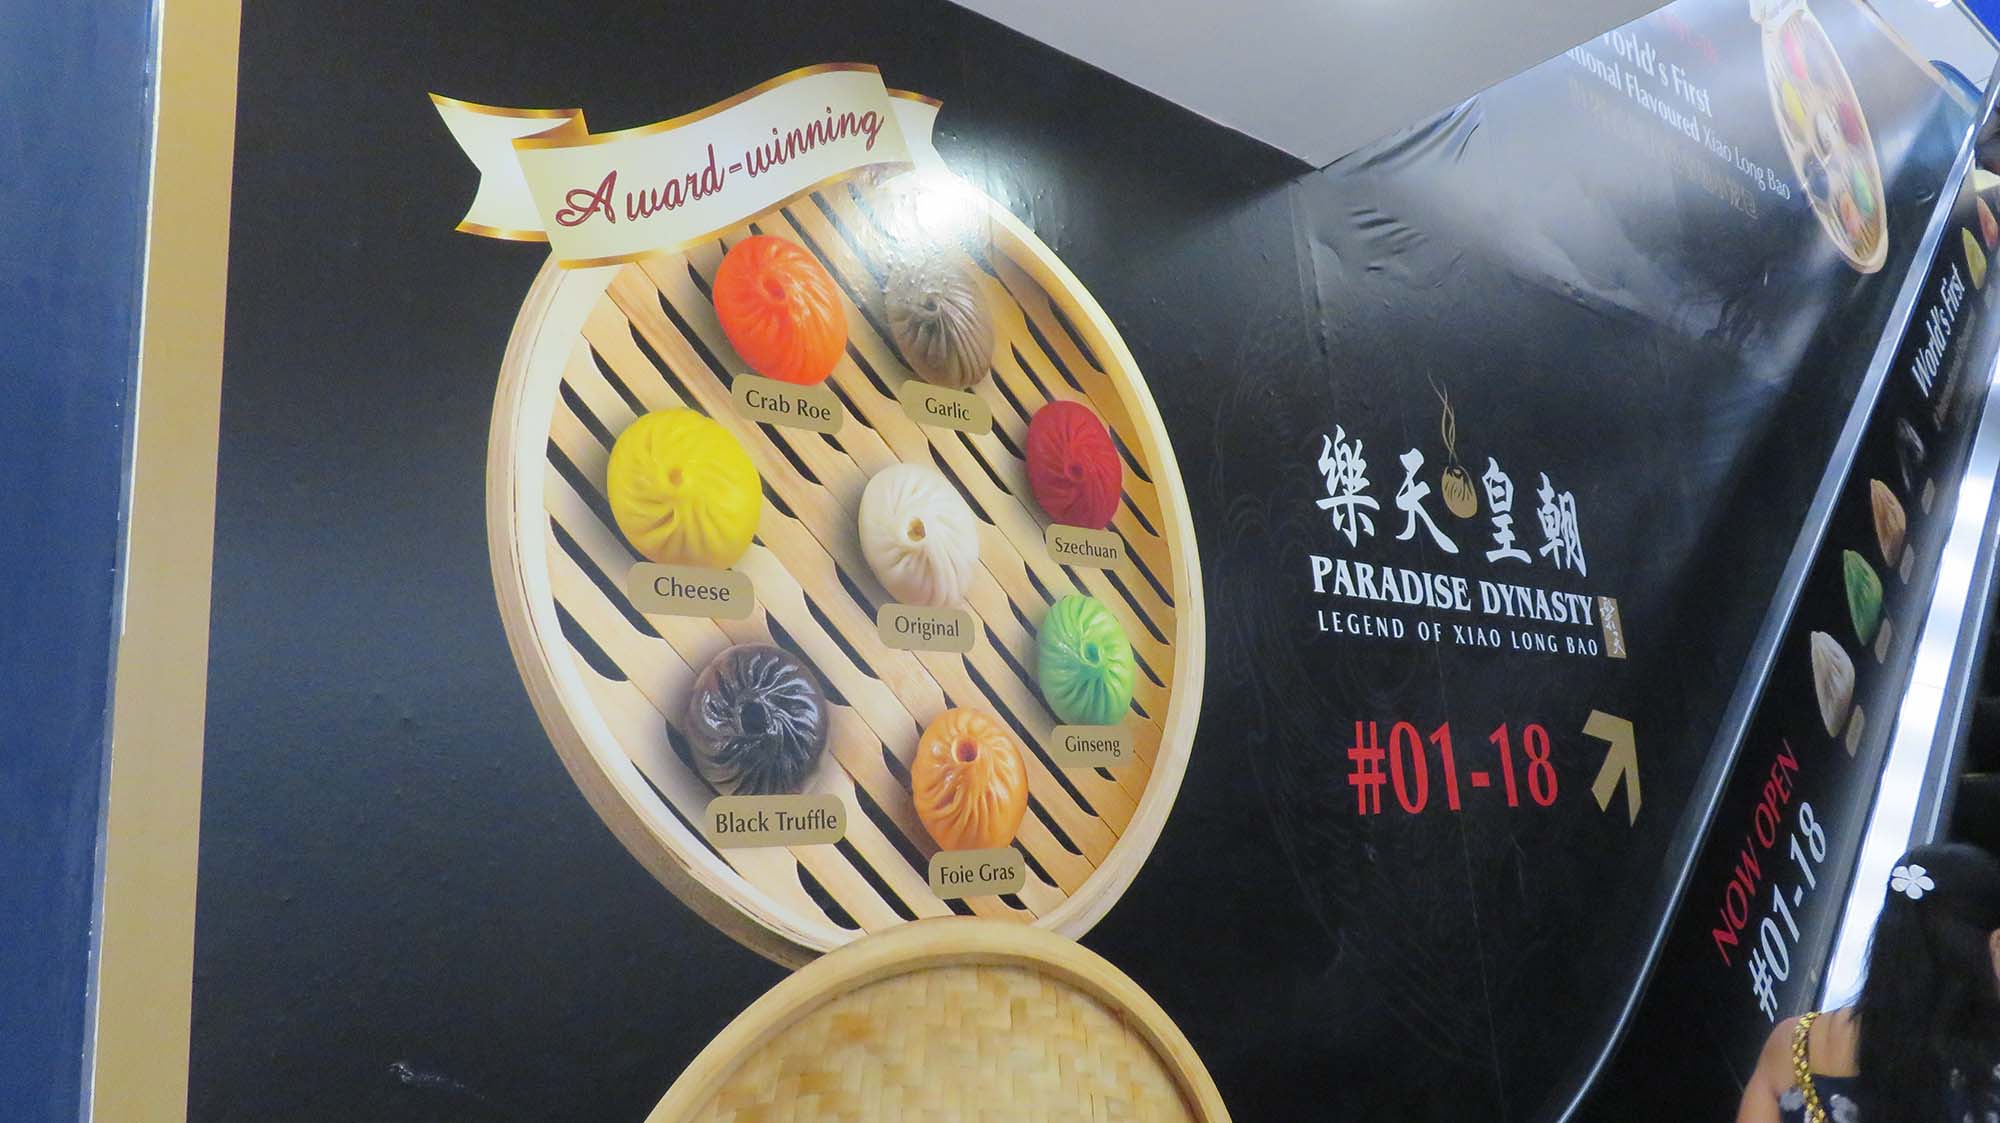 Award-winning
Crab Roe
Garlic
Cheese
Szechuan
Original
Ginseng
Black Truffle
Foie Gras
樂天皇朝
PARADISE DYNASTY
LEGEND OF XIAO LONG BAO
#01-18
World's First
Flavoured Xiao Long Bao
World's First
NOW OPEN
#01-18